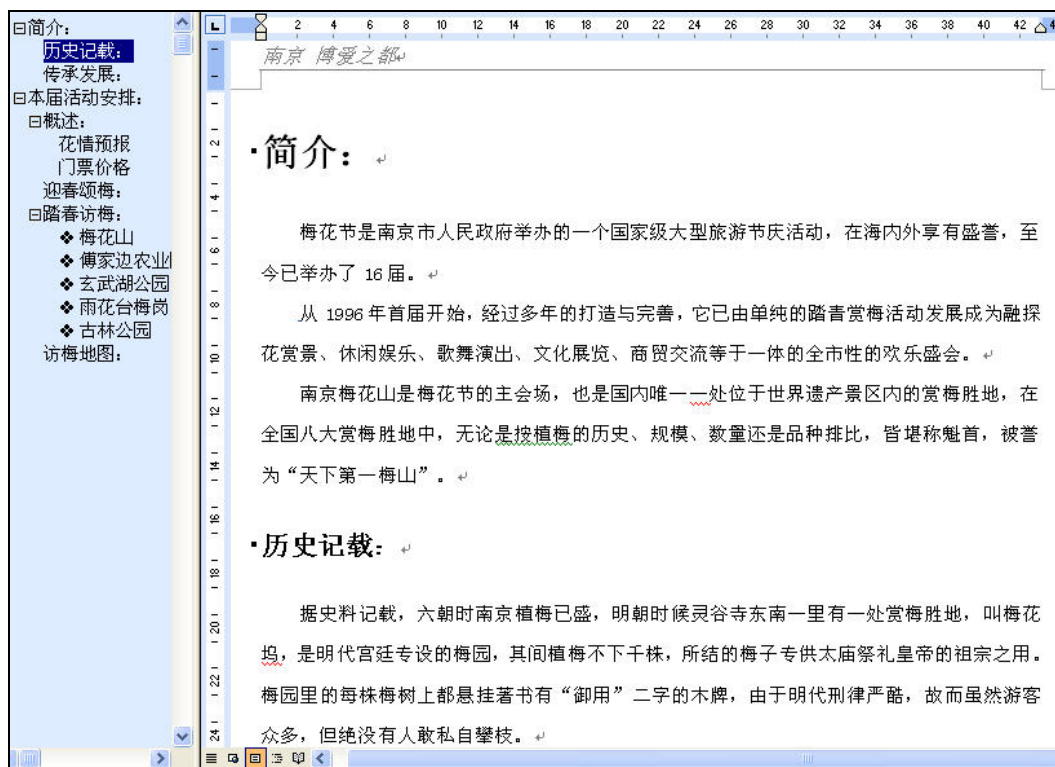 简介：
历史记载：
传承发展：
本届活动安排：
概述：
花情预报
门票价格
迎春颂梅：
踏春访梅：
❖ 梅花山
❖ 傅家边农业
❖ 玄武湖公园
❖ 雨花台梅岗
❖ 古林公园
访梅地图：
2 4 6 8 10 12 14 16 18 20 22 24 26 28 30 32 34 36 38 40 42
南京 博爱之都
简介：
梅花节是南京市人民政府举办的一个国家级大型旅游节庆活动，在海内外享有盛誉，至
今已举办了 16 届。
从 1996 年首届开始，经过多年的打造与完善，它已由单纯的踏青赏梅活动发展成为融探
花赏景、休闲娱乐、歌舞演出、文化展览、商贸交流等于一体的全市性的欢乐盛会。
南京梅花山是梅花节的主会场，也是国内唯一一处位于世界遗产景区内的赏梅胜地，在
全国八大赏梅胜地中，无论是按植梅的历史、规模、数量还是品种排比，皆堪称魁首，被誉
为“天下第一梅山”。
历史记载：
据史料记载，六朝时南京植梅已盛，明朝时候灵谷寺东南一里有一处赏梅胜地，叫梅花
坞，是明代宫廷专设的梅园，其间植梅不下千株，所结的梅子专供太庙祭礼皇帝的祖宗之用。
梅园里的每株梅树上都悬挂著书有“御用”二字的木牌，由于明代刑律严酷，故而虽然游客
众多，但绝没有人敢私自攀枝。
2
4
6
8
10
12
14
16
18
20
22
24